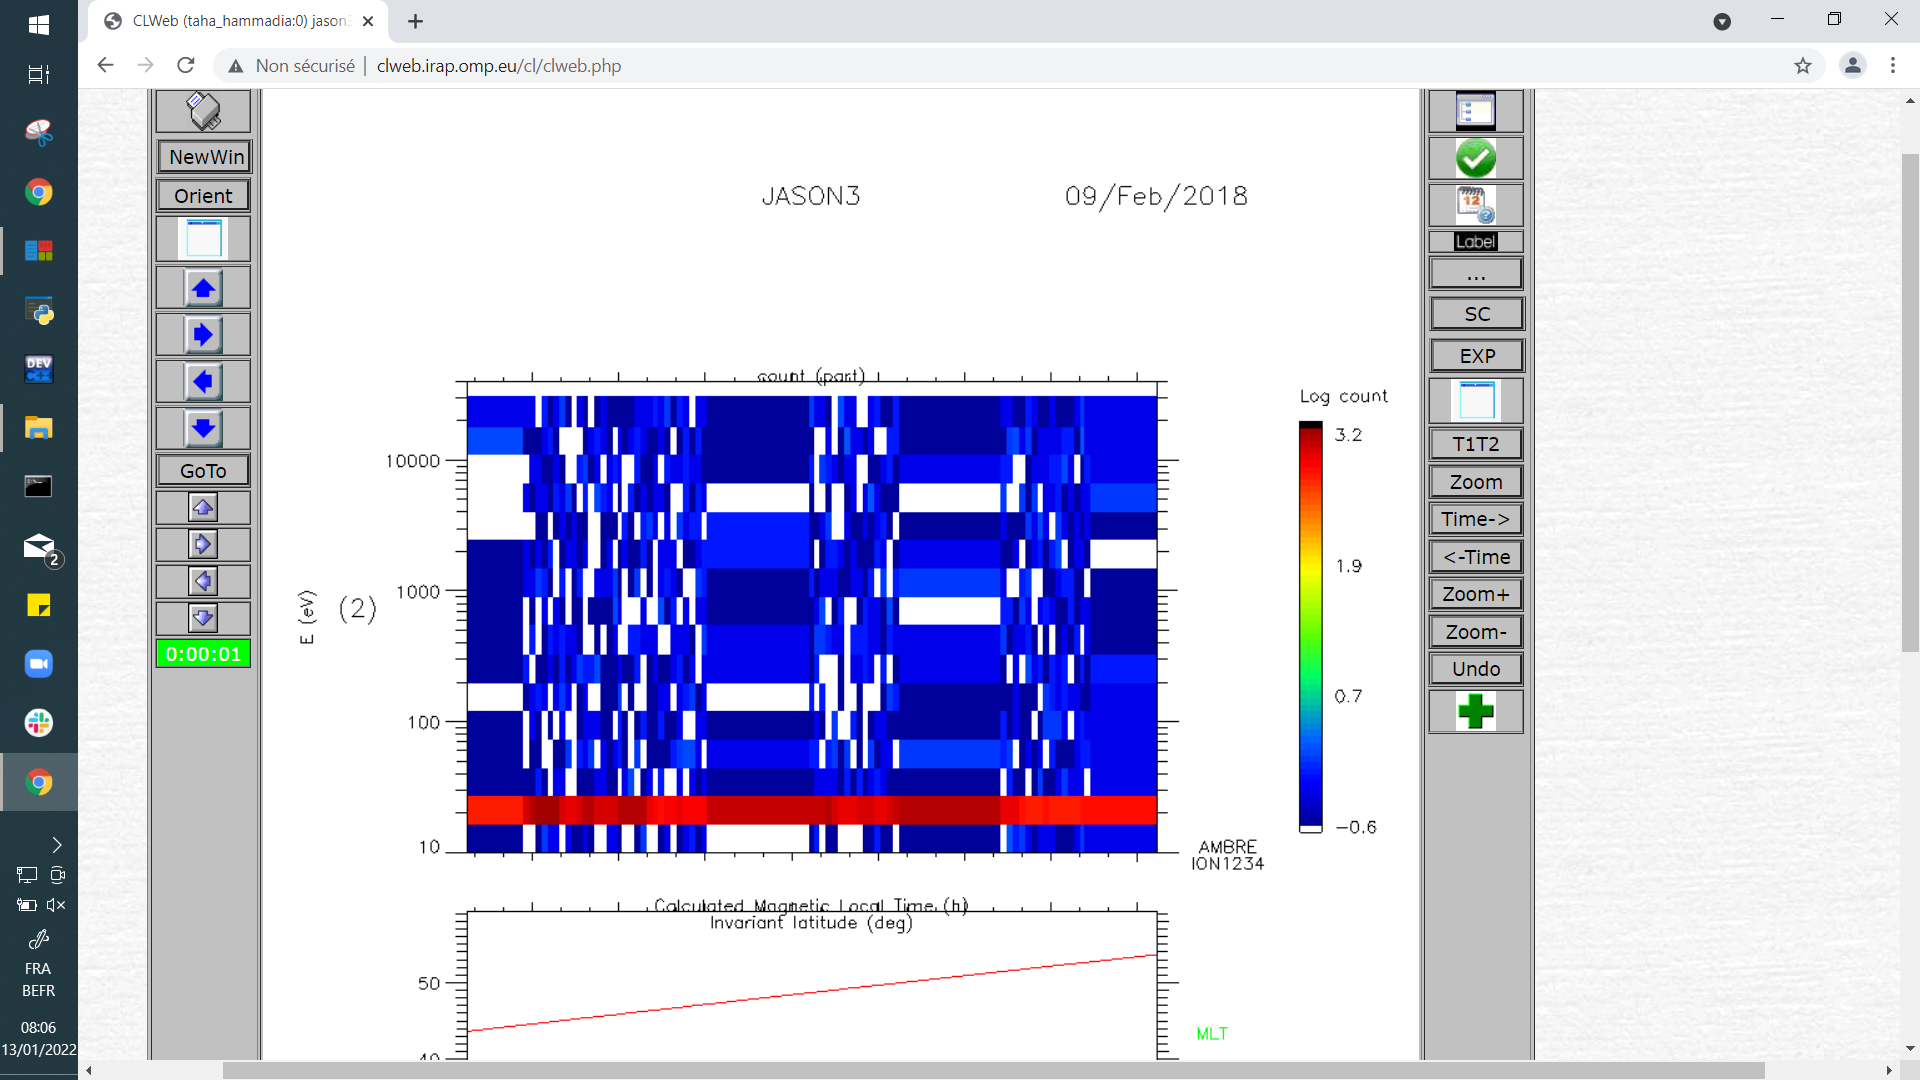 CLWeb (taha_hammadia:0) jason3
Non sécurisé
clweb.irap.omp.eu/cl/clweb.php
NewWin
Orient
GoTo
0:00:01
JASON3
09/Feb/2018
count (part)
10000
1000
100
10
E (eV)
(2)
Log count
3.2
1.9
0.7
−0.6
AMBRE
ION1234
Calculated Magnetic Local Time (h)
Invariant latitude (deg)
50
40
MLT
12
Label
...
SC
EXP
T1T2
Zoom
Time->
<-Time
Zoom+
Zoom-
Undo
DEV
C++
2
FRA
BEFR
08:06
13/01/2022